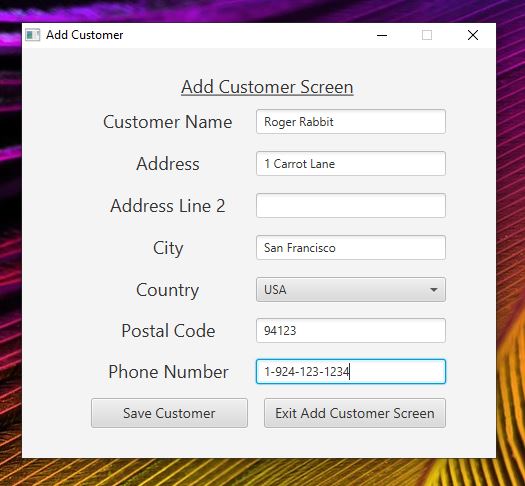 Add Customer
Add Customer Screen
Customer Name Roger Rabbit
Address 1 Carrot Lane
Address Line 2
City San Francisco
Country USA
Postal Code 94123
Phone Number 1-924-123-1234
Save Customer Exit Add Customer Screen